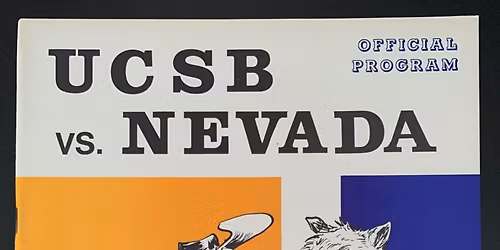 UCSB
OFFICIAL
PROGRAM
VS. NEVADA